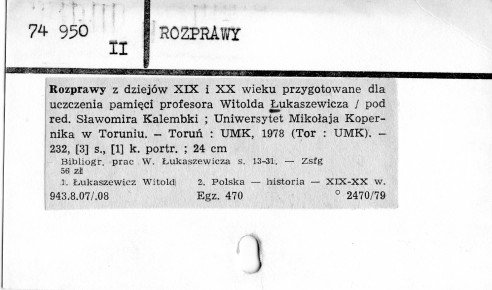 74 950
II
ROZPRAWY
Rozprawy z dziejów XIX i XX wieku przygotowane dla
uczczenia pamięci profesora Witolda Łukaszewicza / pod
red. Sławomira Kalembki ; Uniwersytet Mikołaja Koper-
nika w Toruniu. — Toruń : UMK, 1978 (Tor : UMK). —
232, [3] s., [1] k. portr. ; 24 cm
Bibliogr. prac W. Łukaszewicza s. 13-31. — Zsfg
56 zł
1. Łukaszewicz Witold 2. Polska — historia — XIX-XX w.
943.8.07/.08 Egz. 470 ° 2470/79